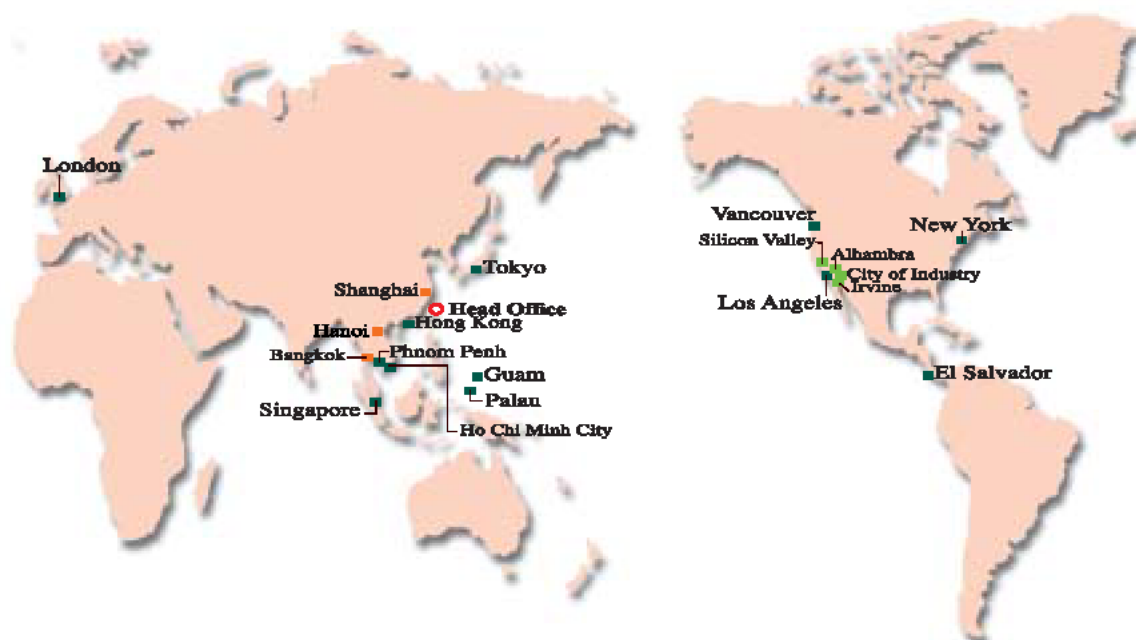 London
Vancouver
New York
Silicon Valley
Alhambra
Tokyo
City of Industry
Shanghai
Irvine
Los Angeles
Head Office
Hong Kong
Hanoi
Bangkok
Phnom Penh
Guam
El Salvador
Palau
Singapore
Ho Chi Minh City